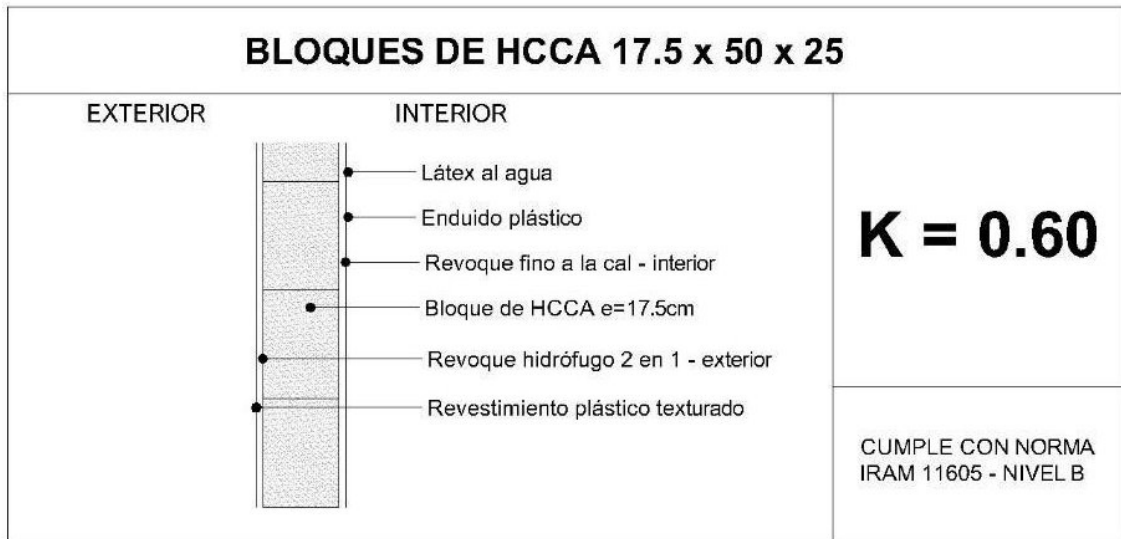 BLOQUES DE HCCA 17.5 x 50 x 25
EXTERIOR
INTERIOR
Látex al agua
Enduido plástico
Revoque fino a la cal - interior
Bloque de HCCA e=17.5cm
Revoque hidrófugo 2 en 1 - exterior
Revestimiento plástico texturado
K = 0.60
CUMPLE CON NORMA
IRAM 11605 - NIVEL B